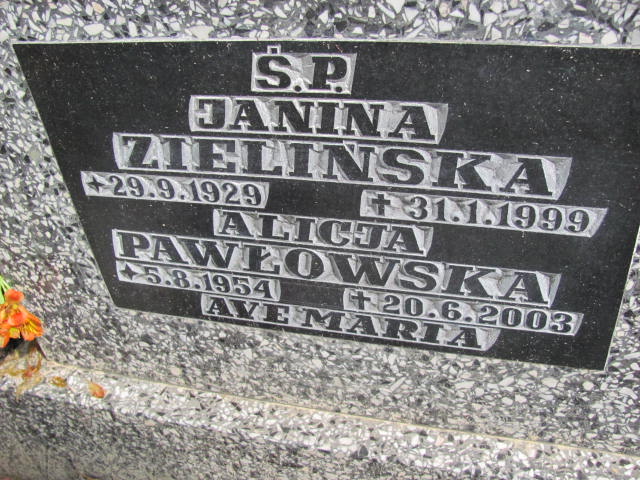 Ś.P.
JANINA
ZIELINSKA
★29.9.1929 ✝31.1.1999
ALICJA
PAWŁOWSKA
★5.8.1954 ✝20.6.2003
AVE MARIA